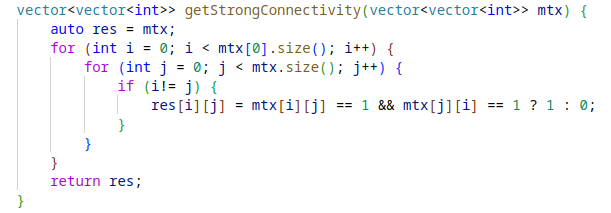 vector<vector<int>> getStrongConnectivity(vector<vector<int>> mtx) {
    auto res = mtx;
    for (int i = 0; i < mtx[0].size(); i++) {
        for (int j = 0; j < mtx.size(); j++) {
            if (i!= j) {
                res[i][j] = mtx[i][j] == 1 && mtx[j][i] == 1 ? 1 : 0;
            }
        }
    }
    return res;
}